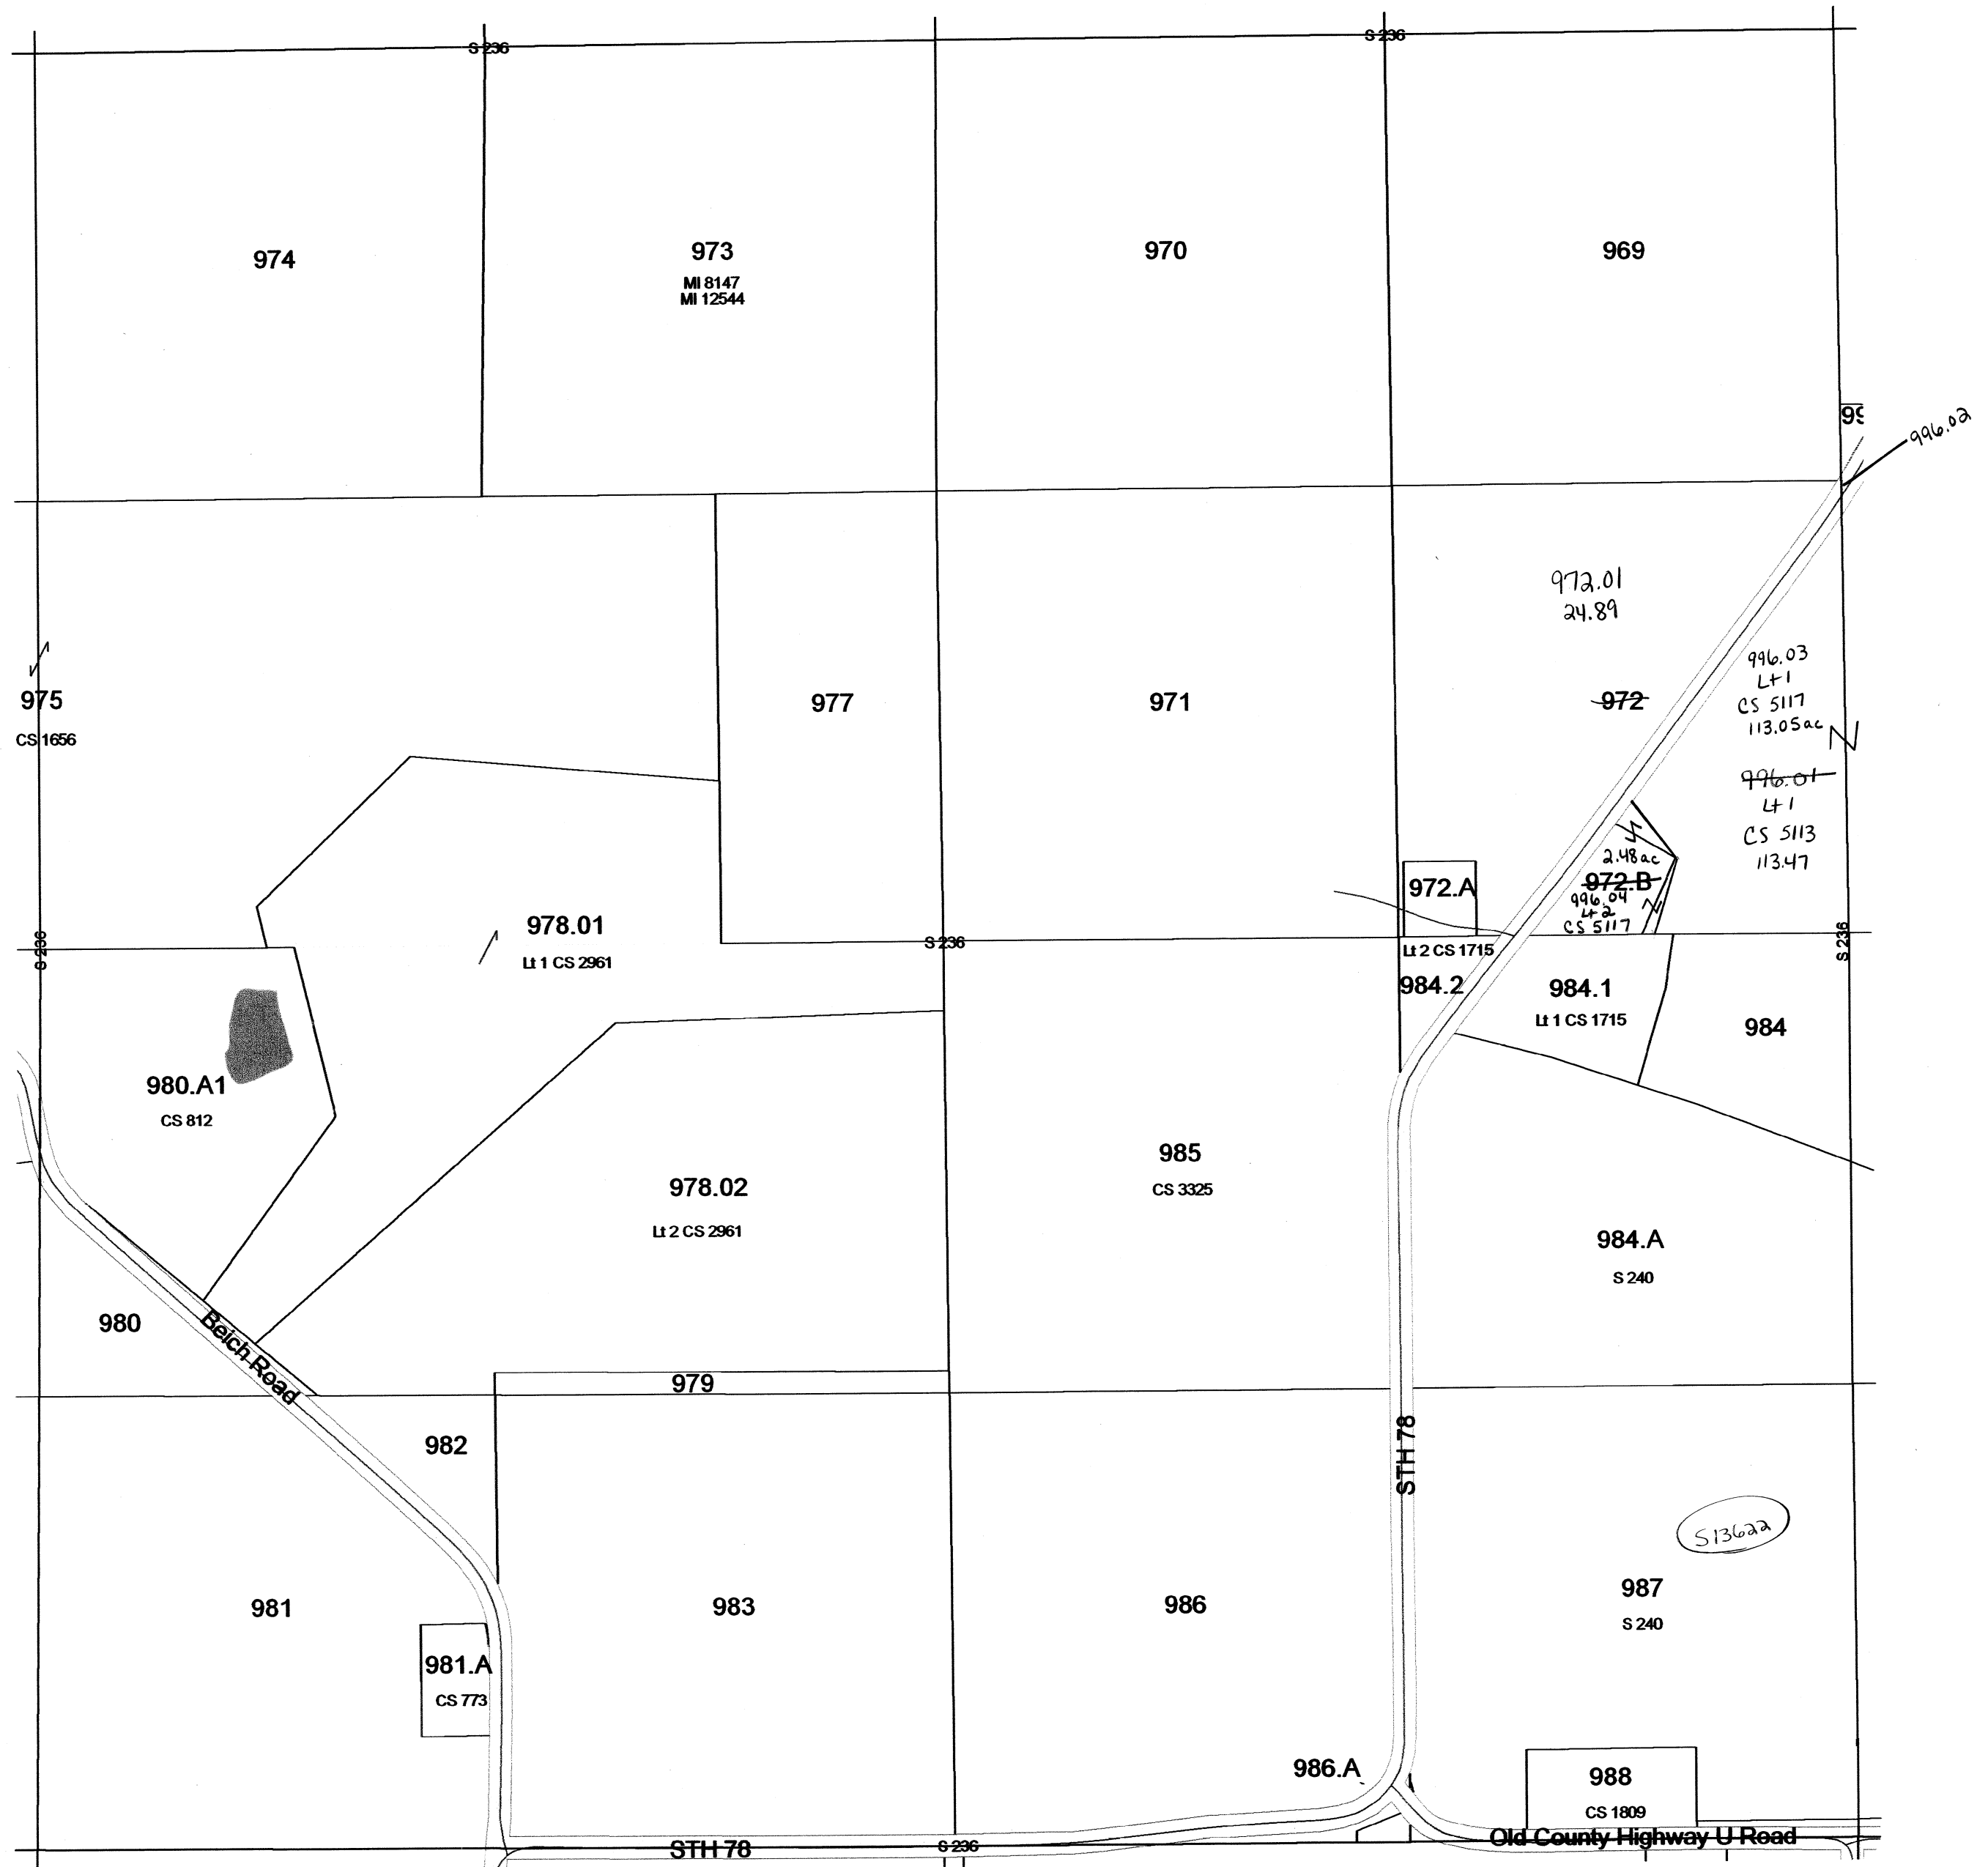 S 236
S 236
974
973
MI 8147
MI 12544
970
969
99
996.02
972.01
24.89
972
996.03
Lt 1
CS 5117
113.05 ac
996.01
Lt 1
CS 5113
113.47
975
CS 1656
977
971
2.48 ac
972.B
996.04
Lt 2
CS 5117
972.A
978.01
Lt 1 CS 2961
S 236
S 236
S 236
Lt 2 CS 1715
984.2
984.1
Lt 1 CS 1715
984
980.A1
CS 812
978.02
Lt 2 CS 2961
985
CS 3325
984.A
S 240
980
Beich Road
979
982
STH 78
S13622
981
983
986
987
S 240
981.A
CS 773
986.A
988
CS 1809
STH 78
S 236
Old County Highway U Road